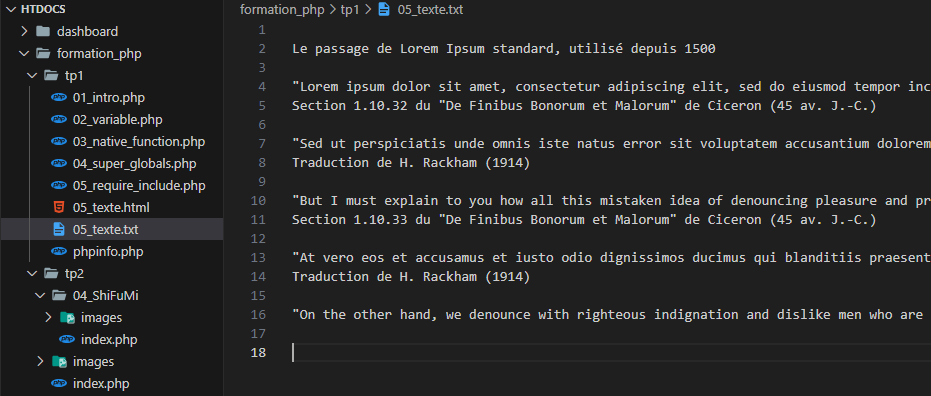 HTDOCS
dashboard
formation_php
tp1
01_intro.php
02_variable.php
03_native_function.php
04_super_globals.php
05_require_include.php
05_texte.html
05_texte.txt
phpinfo.php
tp2
04_ShiFuMi
images
index.php
images
index.php
formation_php > tp1 > 05_texte.txt
1
2 Le passage de Lorem Ipsum standard, utilisé depuis 1500
3
4 "Lorem ipsum dolor sit amet, consectetur adipiscing elit, sed do eiusmod tempor inc
5 Section 1.10.32 du "De Finibus Bonorum et Malorum" de Ciceron (45 av. J.-C.)
6
7 "Sed ut perspiciatis unde omnis iste natus error sit voluptatem accusantium dolorem
8 Traduction de H. Rackham (1914)
9
10 "But I must explain to you how all this mistaken idea of denouncing pleasure and pr
11 Section 1.10.33 du "De Finibus Bonorum et Malorum" de Ciceron (45 av. J.-C.)
12
13 "At vero eos et accusamus et iusto odio dignissimos ducimus qui blanditiis praesent
14 Traduction de H. Rackham (1914)
15
16 "On the other hand, we denounce with righteous indignation and dislike men who are
17
18